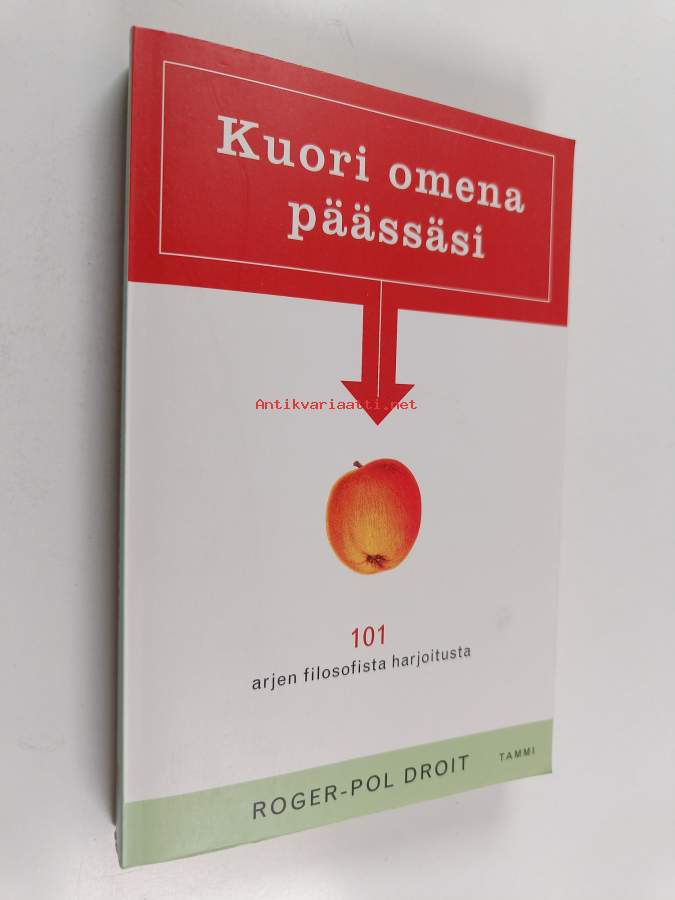 Kuori omena
päässäsi
Antikvariaatti.net
101
arjen filosofista harjoitusta
ROGER-POL DROIT
TAMMI